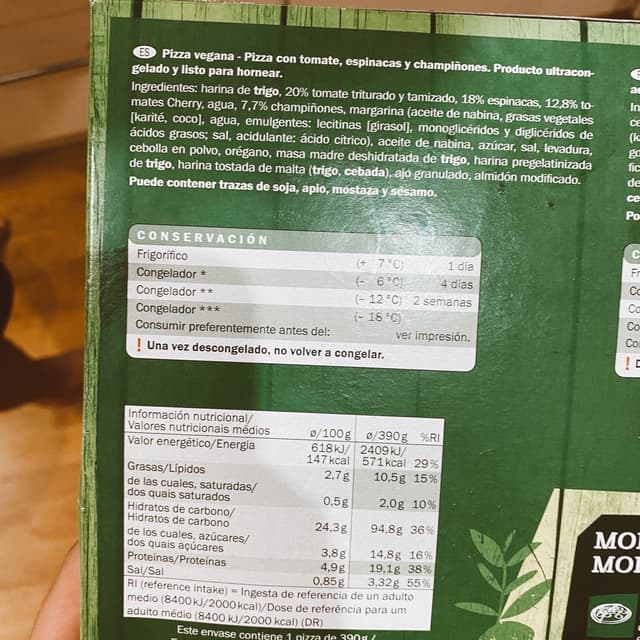 ES Pizza vegana - Pizza con tomate, espinacas y champiñones. Producto ultracon-
gelado y listo para hornear.
Ingredientes: harina de trigo, 20% tomate triturado y tamizado, 18% espinacas, 12,8% to-
mates Cherry, agua, 7,7% champiñones, margarina (aceite de nabina, grasas vegetales
[karité, coco], agua, emulgentes: lecitinas [girasol], monoglicéridos y diglicéridos de
ácidos grasos; sal, acidulante: ácido cítrico), aceite de nabina, azúcar, sal, levadura,
cebolla en polvo, orégano, masa madre deshidratada de trigo, harina pregelatinizada
de trigo, harina tostada de malta (trigo, cebada), ajo granulado, almidón modificado.
Puede contener trazas de soja, apio, mostaza y sésamo.
CONSERVACIÓN
Frigorífico (+ 7 °C) 1 día
Congelador * (- 6 °C) 4 días
Congelador ** (- 12 °C) 2 semanas
Congelador *** (- 18 °C)
Consumir preferentemente antes del: ver impresión.
! Una vez descongelado, no volver a congelar.
Información nutricional/
Valores nutricionais médios ø/100g ø/390g %RI
Valor energético/Energia 618kJ/ 2409kJ/
147kcal 571kcal 29%
Grasas/Lípidos 2,7g 10,5g 15%
de las cuales, saturadas/
dos quais saturados 0,5g 2,0g 10%
Hidratos de carbono/
Hidratos de carbono 24,3g 94,8g 36%
de los cuales, azúcares/
dos quais açúcares 3,8g 14,8g 16%
Proteínas/Proteínas 4,9g 19,1g 38%
Sal/Sal 0,85g 3,32g 55%
RI (reference intake) = Ingesta de referencia de un adulto
medio (8400kJ/2000kcal)/Dose de referência para um
adulto médio (8400 kJ/2000 kcal) (DR)
Este envase contiene 1 pizza de 390g /